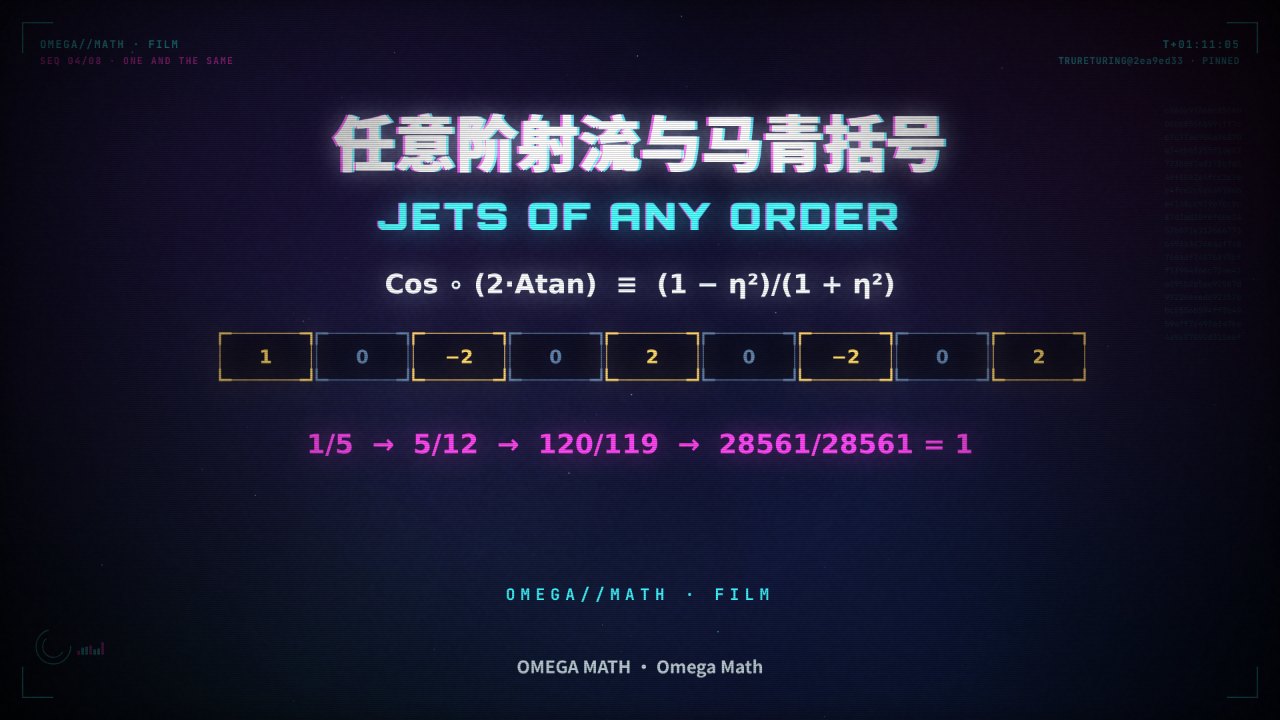 OMEGA//MATH · FILM
SEQ 04/08 · ONE AND THE SAME
T+01:11:05
TRURETURING@2ea9ed33 · PINNED
任意阶射流与马青括号
JETS OF ANY ORDER
Cos ∘ (2·Atan) ≡ (1 − η²)/(1 + η²)
1 0 −2 0 2 0 −2 0 2
1/5 → 5/12 → 120/119 → 28561/28561 = 1
OMEGA//MATH · FILM
OMEGA MATH • Omega Math